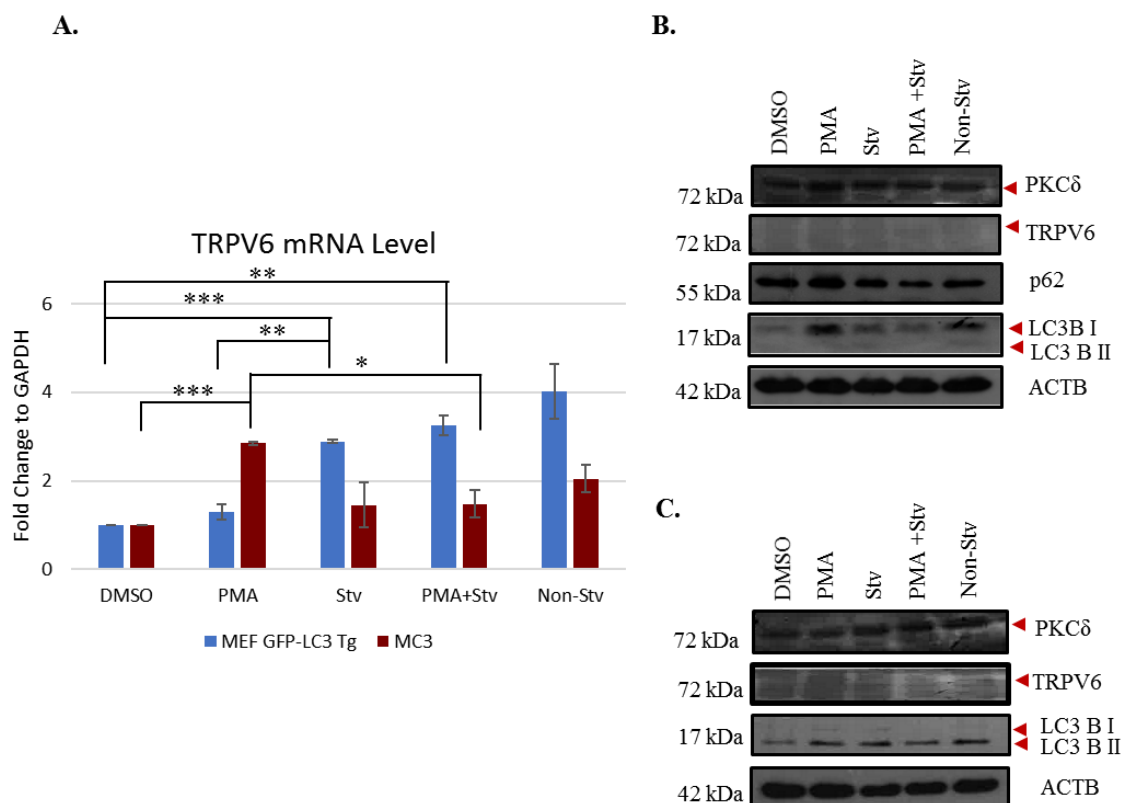 A.
TRPV6 mRNA Level
Fold Change to GAPDH
6
4
2
0
**
***
**
*
***
DMSO
PMA
Stv
PMA+Stv
Non-Stv
MEF GFP-LC3 Tg
MC3
B.
DMSO
PMA
Stv
PMA +Stv
Non-Stv
72 kDa
PKCδ
72 kDa
TRPV6
55 kDa
p62
17 kDa
LC3B I
LC3 B II
42 kDa
ACTB
C.
DMSO
PMA
Stv
PMA +Stv
Non-Stv
72 kDa
PKCδ
72 kDa
TRPV6
17 kDa
LC3 B I
LC3 B II
42 kDa
ACTB